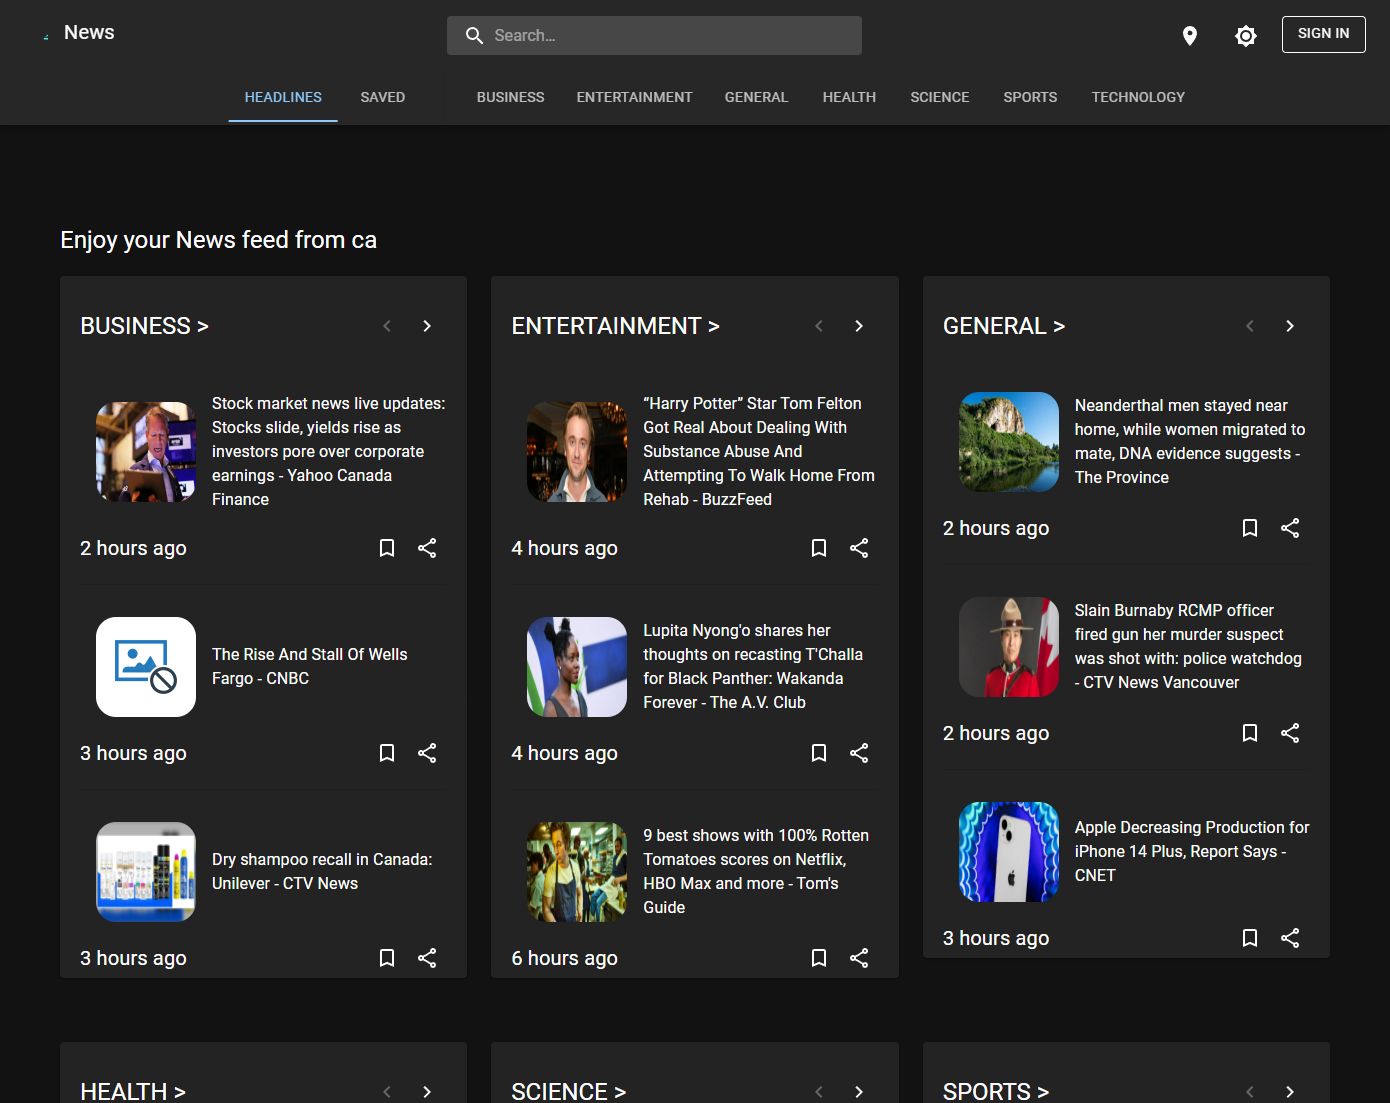 News
Search...
SIGN IN
HEADLINES SAVED BUSINESS ENTERTAINMENT GENERAL HEALTH SCIENCE SPORTS TECHNOLOGY
Enjoy your News feed from ca
BUSINESS >
Stock market news live updates:
Stocks slide, yields rise as
investors pore over corporate
earnings - Yahoo Canada
Finance
2 hours ago
The Rise And Stall Of Wells
Fargo - CNBC
3 hours ago
Dry shampoo recall in Canada:
Unilever - CTV News
3 hours ago
ENTERTAINMENT >
“Harry Potter” Star Tom Felton
Got Real About Dealing With
Substance Abuse And
Attempting To Walk Home From
Rehab - BuzzFeed
4 hours ago
Lupita Nyong'o shares her
thoughts on recasting T'Challa
for Black Panther: Wakanda
Forever - The A.V. Club
4 hours ago
9 best shows with 100% Rotten
Tomatoes scores on Netflix,
HBO Max and more - Tom's
Guide
6 hours ago
GENERAL >
Neanderthal men stayed near
home, while women migrated to
mate, DNA evidence suggests -
The Province
2 hours ago
Slain Burnaby RCMP officer
fired gun her murder suspect
was shot with: police watchdog
- CTV News Vancouver
2 hours ago
Apple Decreasing Production for
iPhone 14 Plus, Report Says -
CNET
3 hours ago
HEALTH >
SCIENCE >
SPORTS >